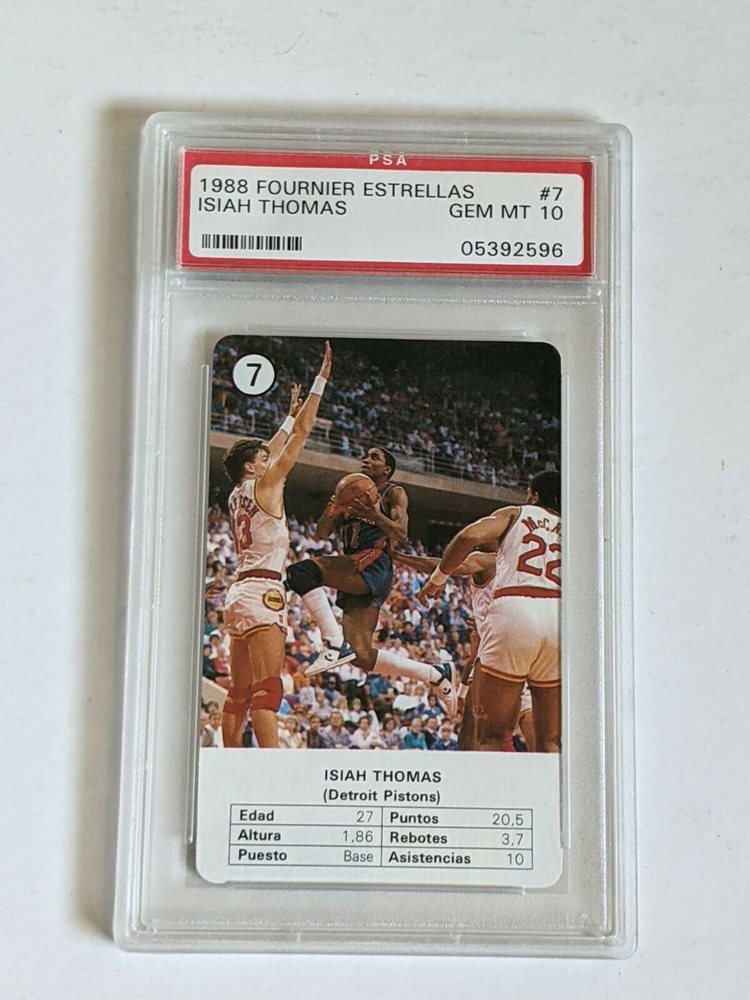 PSA
1988 FOURNIER ESTRELLAS #7
ISIAH THOMAS GEM MT 10
05392596
7
3
22
ISIAH THOMAS
(Detroit Pistons)
Edad 27 Puntos 20,5
Altura 1,86 Rebotes 3,7
Puesto Base Asistencias 10